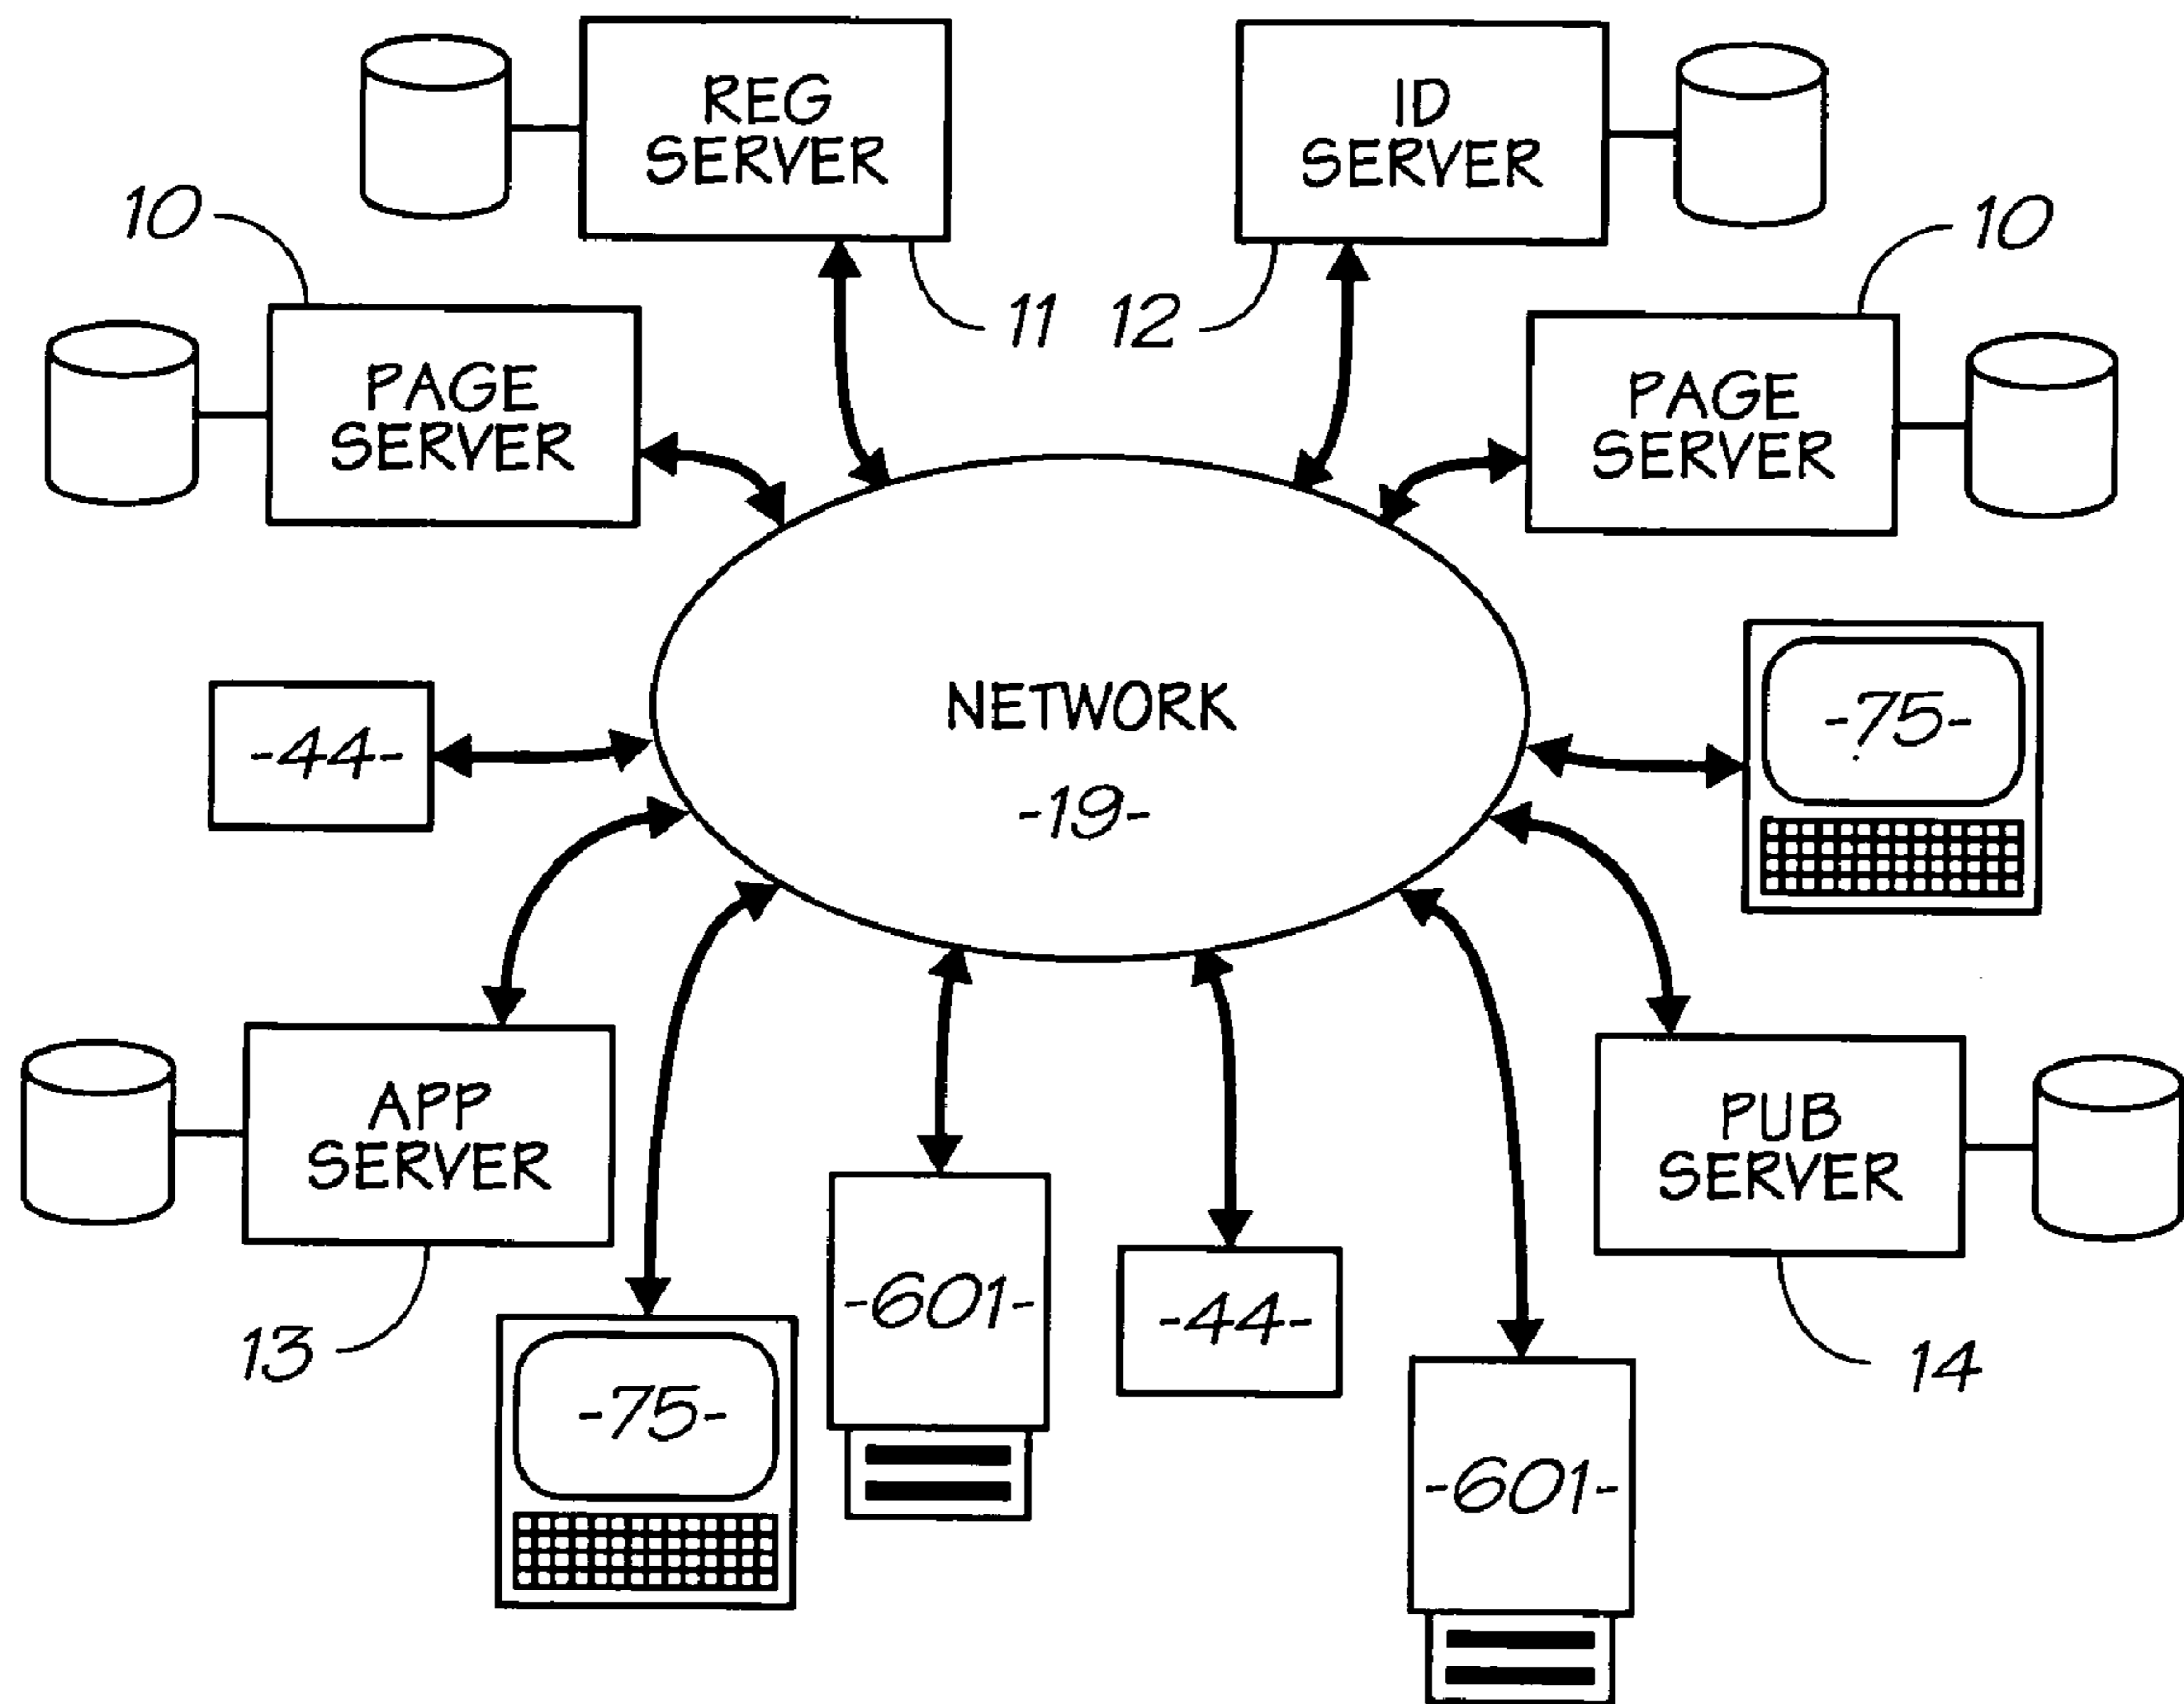 REG
SERVER
ID
SERVER
10
10
11
12
PAGE
SERVER
PAGE
SERVER
NETWORK
-19-
-44-
-75-
APP
SERVER
PUB
SERVER
-601-
-44-
13
14
-75-
-601-